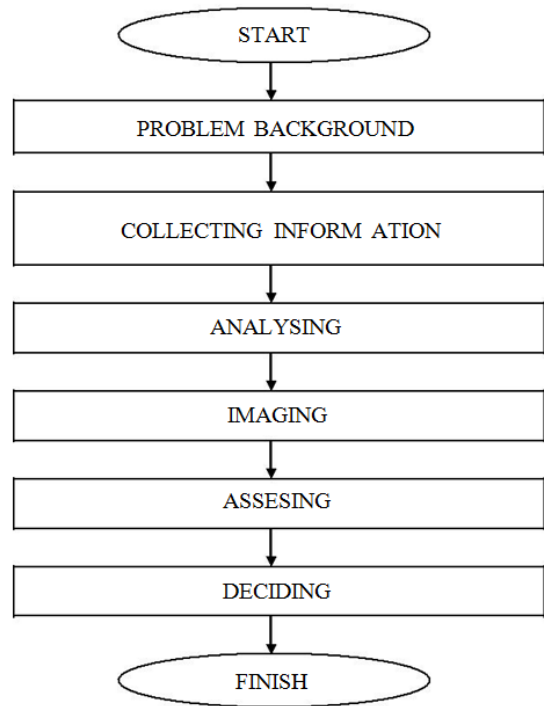 START
PROBLEM BACKGROUND
COLLECTING INFORM ATION
ANALYSING
IMAGING
ASSESING
DECIDING
FINISH